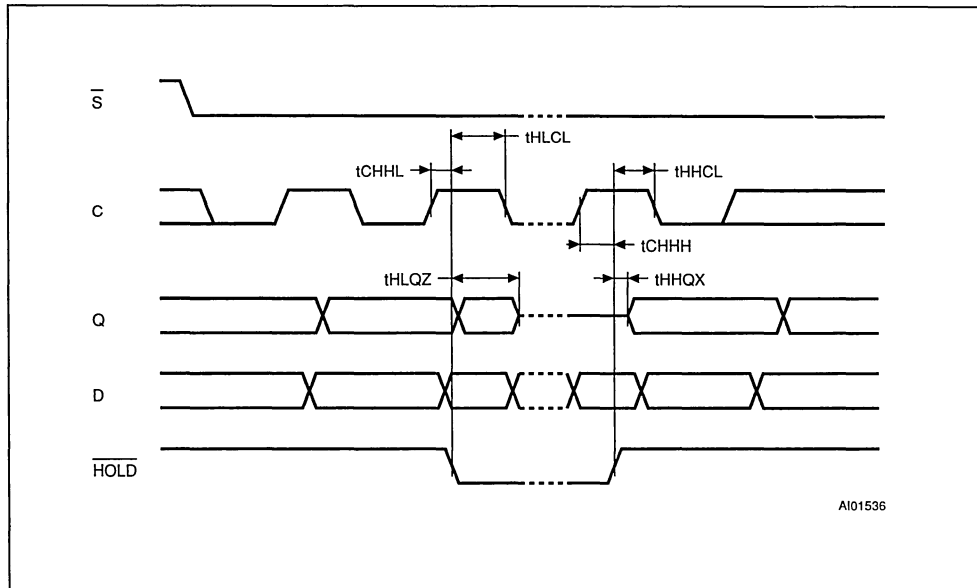 S
tHLCL
tCHHL
tHHCL
C
tCHHH
tHLQZ
tHHQX
Q
D
HOLD
AI01536